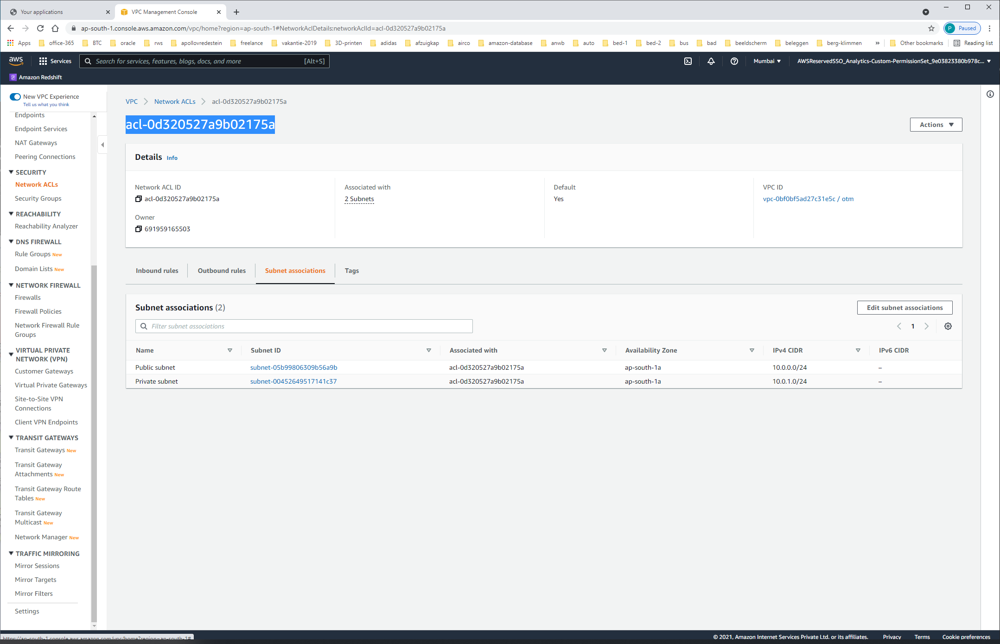 Your applications
VPC Management Console
ap-south-1.console.aws.amazon.com/vpc/home?region=ap-south-1#NetworkAclDetails:networkAclId=acl-0d320527a9b02175a
P Paused
Apps office-365 BTC oracle rws apollovredestein freelance vakantie-2019 3D-printen adidas afzuigkap airco amazon-database anwb auto bed-1 bed-2 bus bad beeldscherm beleggen berg-klimmen » Other bookmarks Reading list
aws Services Search for services, features, blogs, docs, and more [Alt+S] Mumbai AWSReservedSSO_Analytics-Custom-PermissionSet_9e03823380b978c...
Amazon Redshift
New VPC Experience
Tell us what you think
Endpoints
Endpoint Services
NAT Gateways
Peering Connections
SECURITY
Network ACLs
Security Groups
REACHABILITY
Reachability Analyzer
DNS FIREWALL
Rule Groups New
Domain Lists New
NETWORK FIREWALL
Firewalls
Firewall Policies
Network Firewall Rule
Groups
VIRTUAL PRIVATE
NETWORK (VPN)
Customer Gateways
Virtual Private Gateways
Site-to-Site VPN
Connections
Client VPN Endpoints
TRANSIT GATEWAYS
Transit Gateways New
Transit Gateway
Attachments New
Transit Gateway Route
Tables New
Transit Gateway
Multicast New
Network Manager New
TRAFFIC MIRRORING
Mirror Sessions
Mirror Targets
Mirror Filters
Settings
VPC > Network ACLs > acl-0d320527a9b02175a
acl-0d320527a9b02175a
Actions
Details Info
Network ACL ID
acl-0d320527a9b02175a
Owner
691959165503
Associated with
2 Subnets
Default
Yes
VPC ID
vpc-0bf0bf5ad27c31e5c / otm
Inbound rules Outbound rules Subnet associations Tags
Subnet associations (2)
Edit subnet associations
Filter subnet associations
1
Name Subnet ID Associated with Availability Zone IPv4 CIDR IPv6 CIDR
Public subnet subnet-05b99806309b56a9b acl-0d320527a9b02175a ap-south-1a 10.0.0.0/24 –
Private subnet subnet-00452649517141c37 acl-0d320527a9b02175a ap-south-1a 10.0.1.0/24 –
https://ap-south-1.console.aws.amazon.com/vpc/home?region=ap-south-1#
© 2021, Amazon Internet Services Private Ltd. or its affiliates. Privacy Terms Cookie preferences